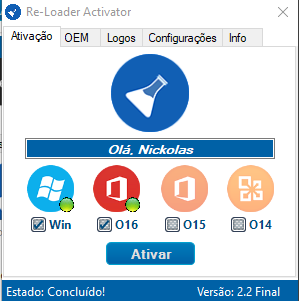 Re-Loader Activator
Ativação OEM Logos Configurações Info
Olá, Nickolas
Win O16 O15 O14
Ativar
Estado: Concluído! Versão: 2.2 Final